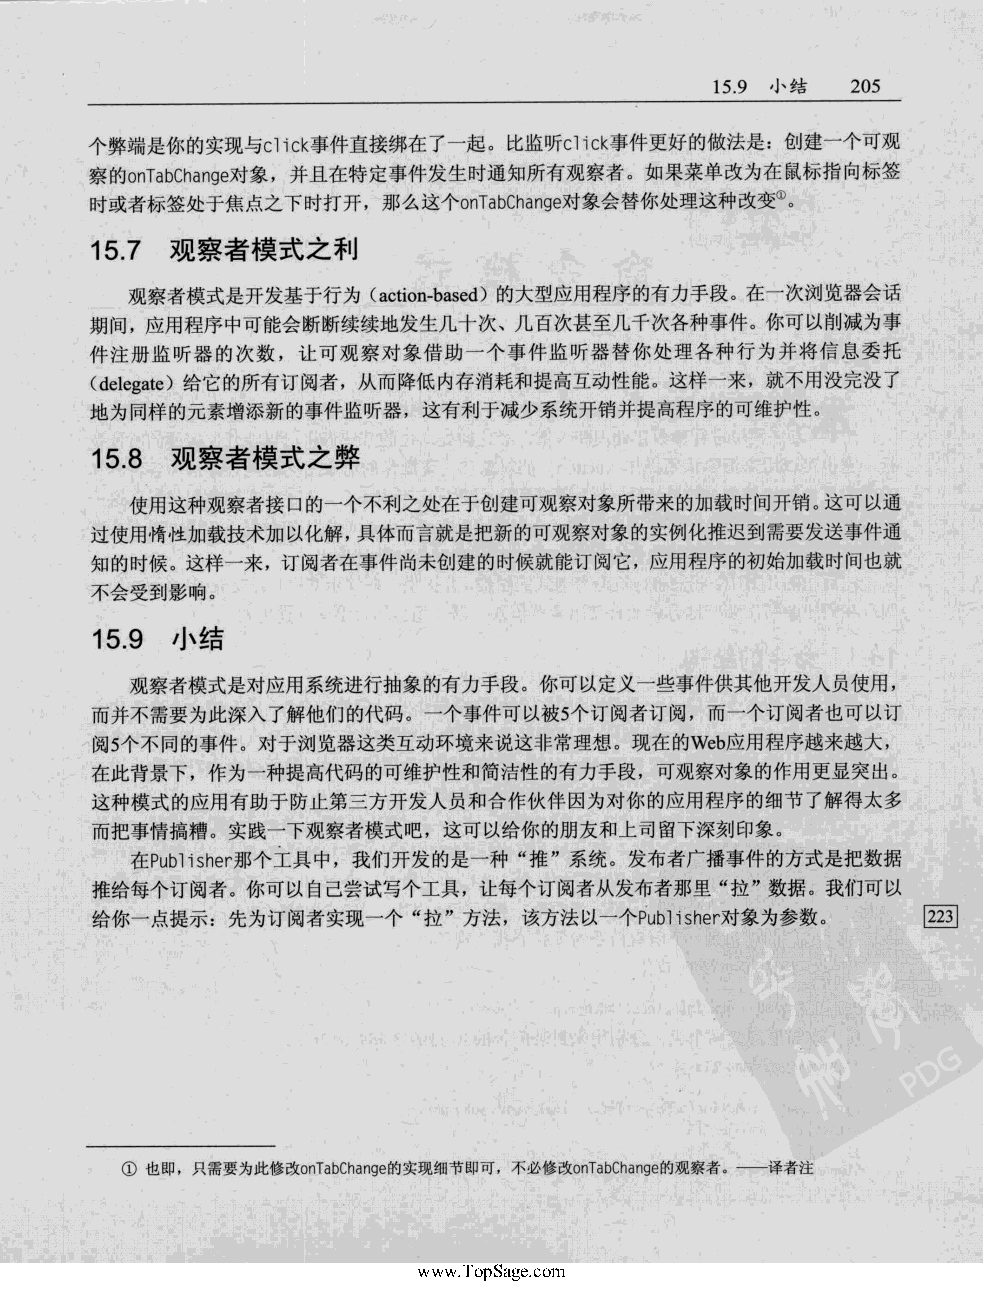 15.9 小结 205
个弊端是你的实现与click事件直接绑在了一起。比监听click事件更好的做法是：创建一个可观
察的onTabChange对象，并且在特定事件发生时通知所有观察者。如果菜单改为在鼠标指向标签
时或者标签处于焦点之下时打开，那么这个onTabChange对象会替你处理这种改变①。
15.7 观察者模式之利
观察者模式是开发基于行为（action-based）的大型应用程序的有力手段。在一次浏览器会话
期间，应用程序中可能会断断续续地发生几十次、几百次甚至几千次各种事件。你可以削减为事
件注册监听器的次数，让可观察对象借助一个事件监听器替你处理各种行为并将信息委托
（delegate）给它的所有订阅者，从而降低内存消耗和提高互动性能。这样一来，就不用没完没了
地为同样的元素增添新的事件监听器，这有利于减少系统开销并提高程序的可维护性。
15.8 观察者模式之弊
使用这种观察者接口的一个不利之处在于创建可观察对象所带来的加载时间开销。这可以通
过使用惰性加载技术加以化解，具体而言就是把新的可观察对象的实例化推迟到需要发送事件通
知的时候。这样一来，订阅者在事件尚未创建的时候就能订阅它，应用程序的初始加载时间也就
不会受到影响。
15.9 小结
观察者模式是对应用系统进行抽象的有力手段。你可以定义一些事件供其他开发人员使用，
而并不需要为此深入了解他们的代码。一个事件可以被5个订阅者订阅，而一个订阅者也可以订
阅5个不同的事件。对于浏览器这类互动环境来说这非常理想。现在的Web应用程序越来越大，
在此背景下，作为一种提高代码的可维护性和简洁性的有力手段，可观察对象的作用更显突出。
这种模式的应用有助于防止第三方开发人员和合作伙伴因为对你的应用程序的细节了解得太多
而把事情搞糟。实践一下观察者模式吧，这可以给你的朋友和上司留下深刻印象。
在Publisher那个工具中，我们开发的是一种“推”系统。发布者广播事件的方式是把数据
推给每个订阅者。你可以自己尝试写个工具，让每个订阅者从发布者那里“拉”数据。我们可以
给你一点提示：先为订阅者实现一个“拉”方法，该方法以一个Publisher对象为参数。
223
PDG
① 也即，只需要为此修改onTabChange的实现细节即可，不必修改onTabChange的观察者。——译者注
www.TopSage.com